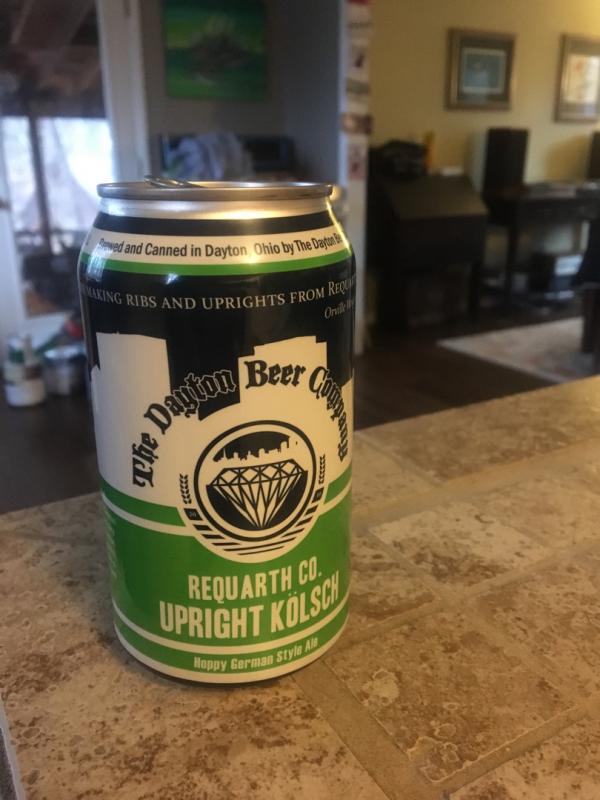 Brewed and Canned in Dayton, Ohio by The Dayton
MAKING RIBS AND UPRIGHTS FROM
Orville
The Dayton Beer Company
REQUARTH CO.
UPRIGHT KÖLSCH
Hoppy German Style Ale